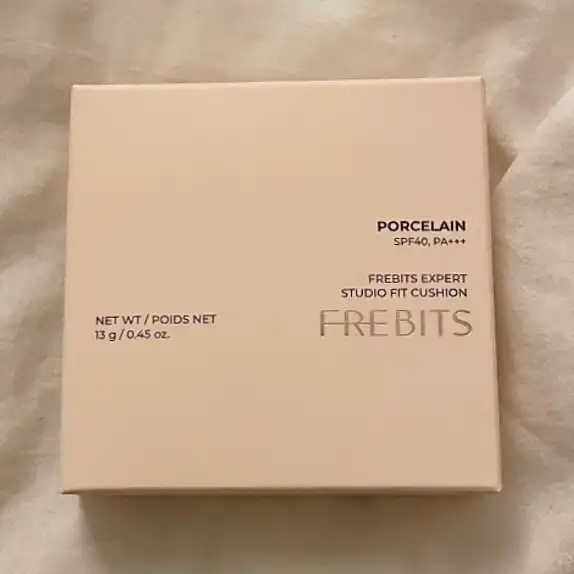 PORCELAIN
SPF40, PA+++
FREBITS EXPERT
STUDIO FIT CUSHION
FREBITS
NET WT / POIDS NET
13 g / 0.45 oz.